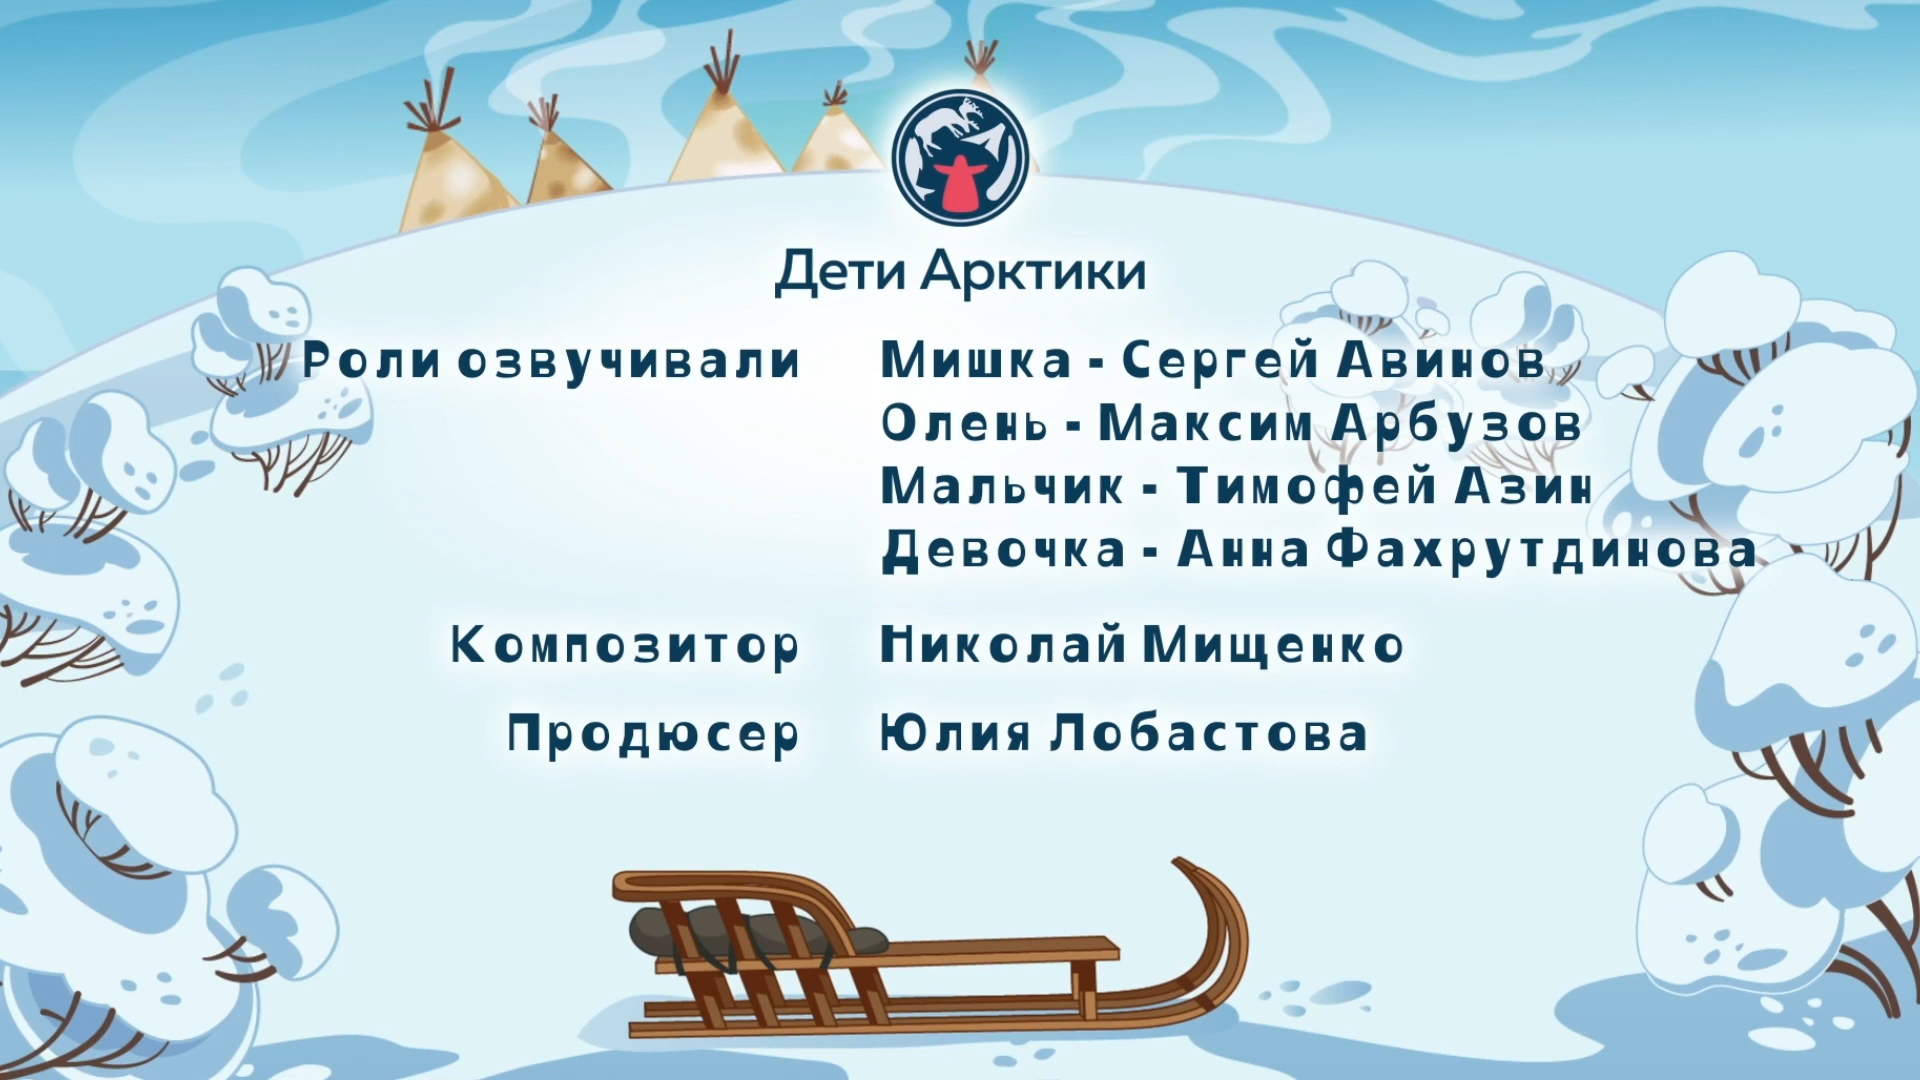 Дети Арктики
Роли озвучивали Мишка - Сергей Авинов
Олень - Максим Арбузов
Мальчик - Тимофей Азин
Девочка - Анна Фахрутдинова
Композитор Николай Мищенко
Продюсер Юлия Лобастова